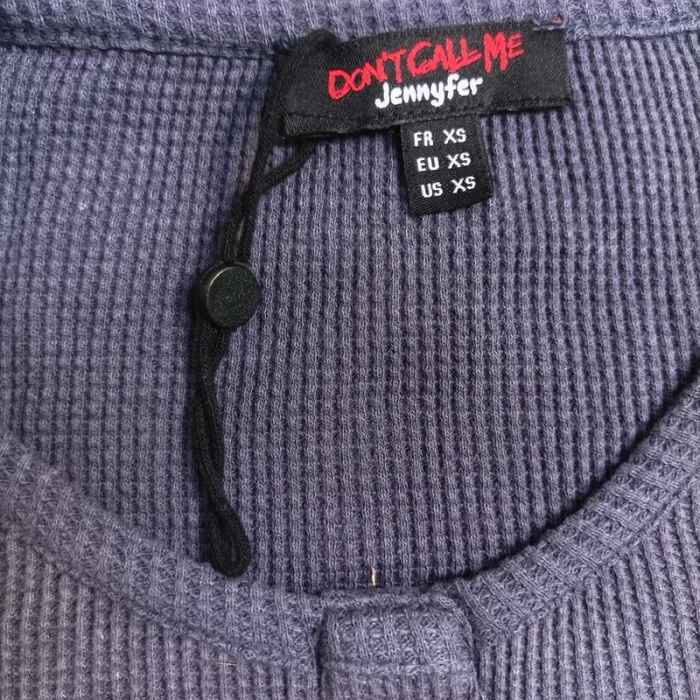 DON'T CALL ME
Jennyfer
FR XS
EU XS
US XS